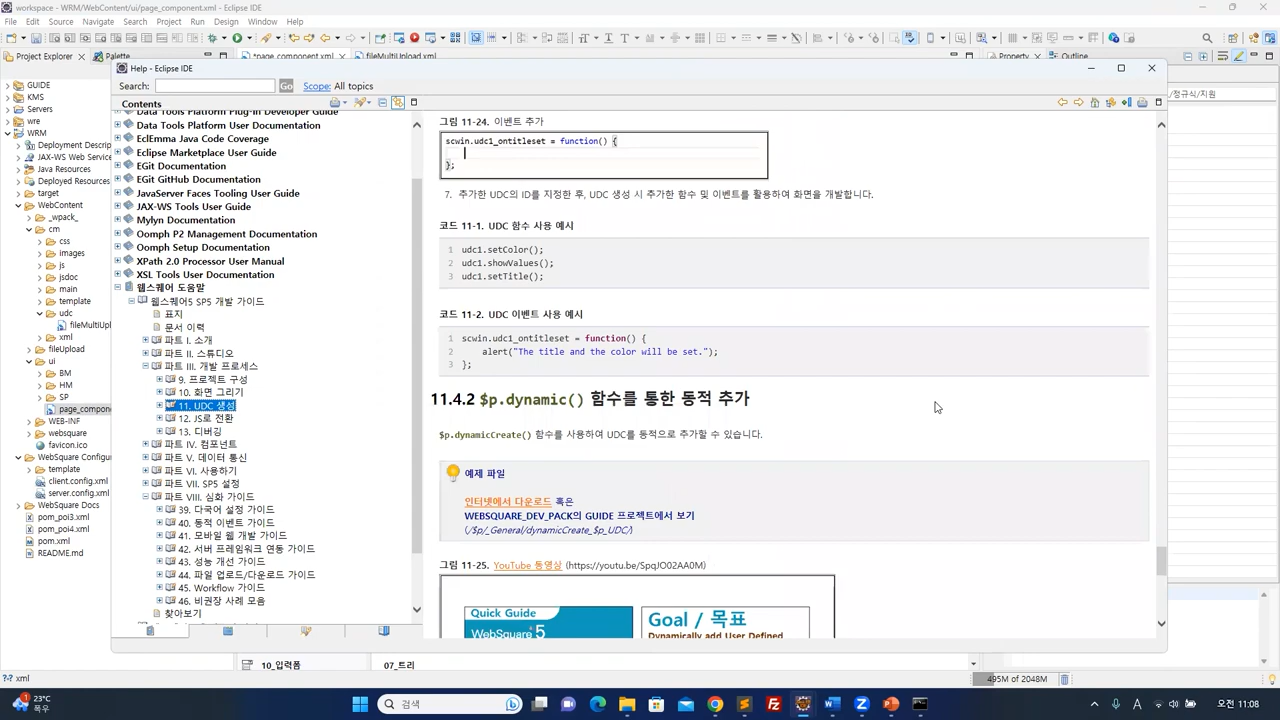 workspace - WRM/WebContent/ui/page_component.xml - Eclipse IDE
File Edit Source Navigate Search Project Run Design Window Help
Project Explorer
Palette
*page_component.xml
fileMultiUpload.xml
Property
Outline
Help - Eclipse IDE
Search:
Go
Scope: All topics
Contents
GUIDE
KMS
Servers
wre
WRM
Deployment Descrip
JAX-WS Web Service
Java Resources
Deployed Resources
target
WebContent
_wpack_
cm
css
images
js
jsdoc
main
template
udc
fileMultiUpl
xml
fileUpload
ui
BM
HM
SP
page_compone
WEB-INF
websquare
favicon.ico
WebSquare Configur
template
client.config.xml
server.config.xml
WebSquare Docs
pom_poi3.xml
pom_poi4.xml
pom.xml
README.md
Data Tools Platform Plug-in Developer Guide
Data Tools Platform User Documentation
EclEmma Java Code Coverage
Eclipse Marketplace User Guide
EGit Documentation
EGit GitHub Documentation
JavaServer Faces Tooling User Guide
JAX-WS Tools User Guide
Mylyn Documentation
Oomph P2 Management Documentation
Oomph Setup Documentation
XPath 2.0 Processor User Manual
XSL Tools User Documentation
웹스퀘어 도움말
웹스퀘어5 SP5 개발 가이드
표지
문서 이력
파트 I. 소개
파트 II. 스튜디오
파트 III. 개발 프로세스
9. 프로젝트 구성
10. 화면 그리기
11. UDC 생성
12. JS로 전환
13. 디버깅
파트 IV. 컴포넌트
파트 V. 데이터 통신
파트 VI. 사용하기
파트 VII. SP5 설정
파트 VIII. 심화 가이드
39. 다국어 설정 가이드
40. 동적 이벤트 가이드
41. 모바일 웹 개발 가이드
42. 서버 프레임워크 연동 가이드
43. 성능 개선 가이드
44. 파일 업로드/다운로드 가이드
45. Workflow 가이드
46. 비권장 사례 모음
찾아보기
그림 11-24. 이벤트 추가
scwin.udc1_ontitleset = function() {
};
7. 추가한 UDC의 ID를 지정한 후, UDC 생성 시 추가한 함수 및 이벤트를 활용하여 화면을 개발합니다.
코드 11-1. UDC 함수 사용 예시
1 udc1.setColor();
2 udc1.showValues();
3 udc1.setTitle();
코드 11-2. UDC 이벤트 사용 예시
1 scwin.udc1_ontitleset = function() {
2 alert("The title and the color will be set.");
3 };
11.4.2 $p.dynamic() 함수를 통한 동적 추가
$p.dynamicCreate() 함수를 사용하여 UDC를 동적으로 추가할 수 있습니다.
예제 파일
인터넷에서 다운로드 혹은
WEBSQUARE_DEV_PACK의 GUIDE 프로젝트에서 보기
(/$p/_General/dynamicCreate_$p_UDC/)
그림 11-25. YouTube 동영상 (https://youtu.be/SpqJO02AA0M)
Quick Guide
WebSquare 5
Goal / 목표
Dynamically add User Defined
/정규식/지원
10_입력폼
07_트리
xml
495M of 2048M
23°C
폭우
검색
오전 11:08